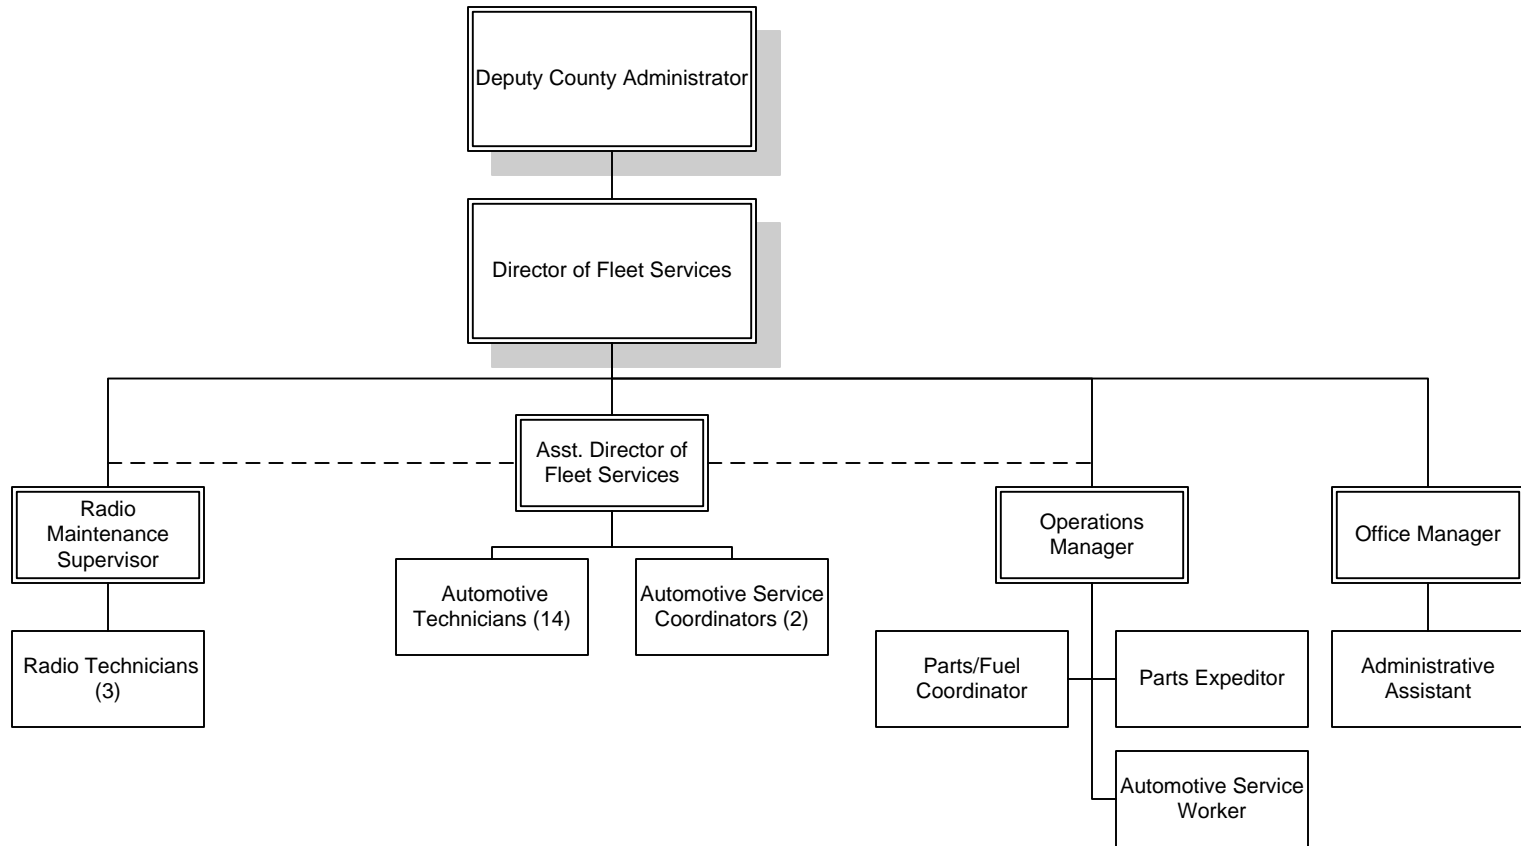 Deputy County Administrator
Director of Fleet Services
Asst. Director of
Fleet Services
Radio
Maintenance
Supervisor
Operations
Manager
Office Manager
Automotive
Technicians (14)
Automotive Service
Coordinators (2)
Radio Technicians
(3)
Parts/Fuel
Coordinator
Parts Expeditor
Administrative
Assistant
Automotive Service
Worker